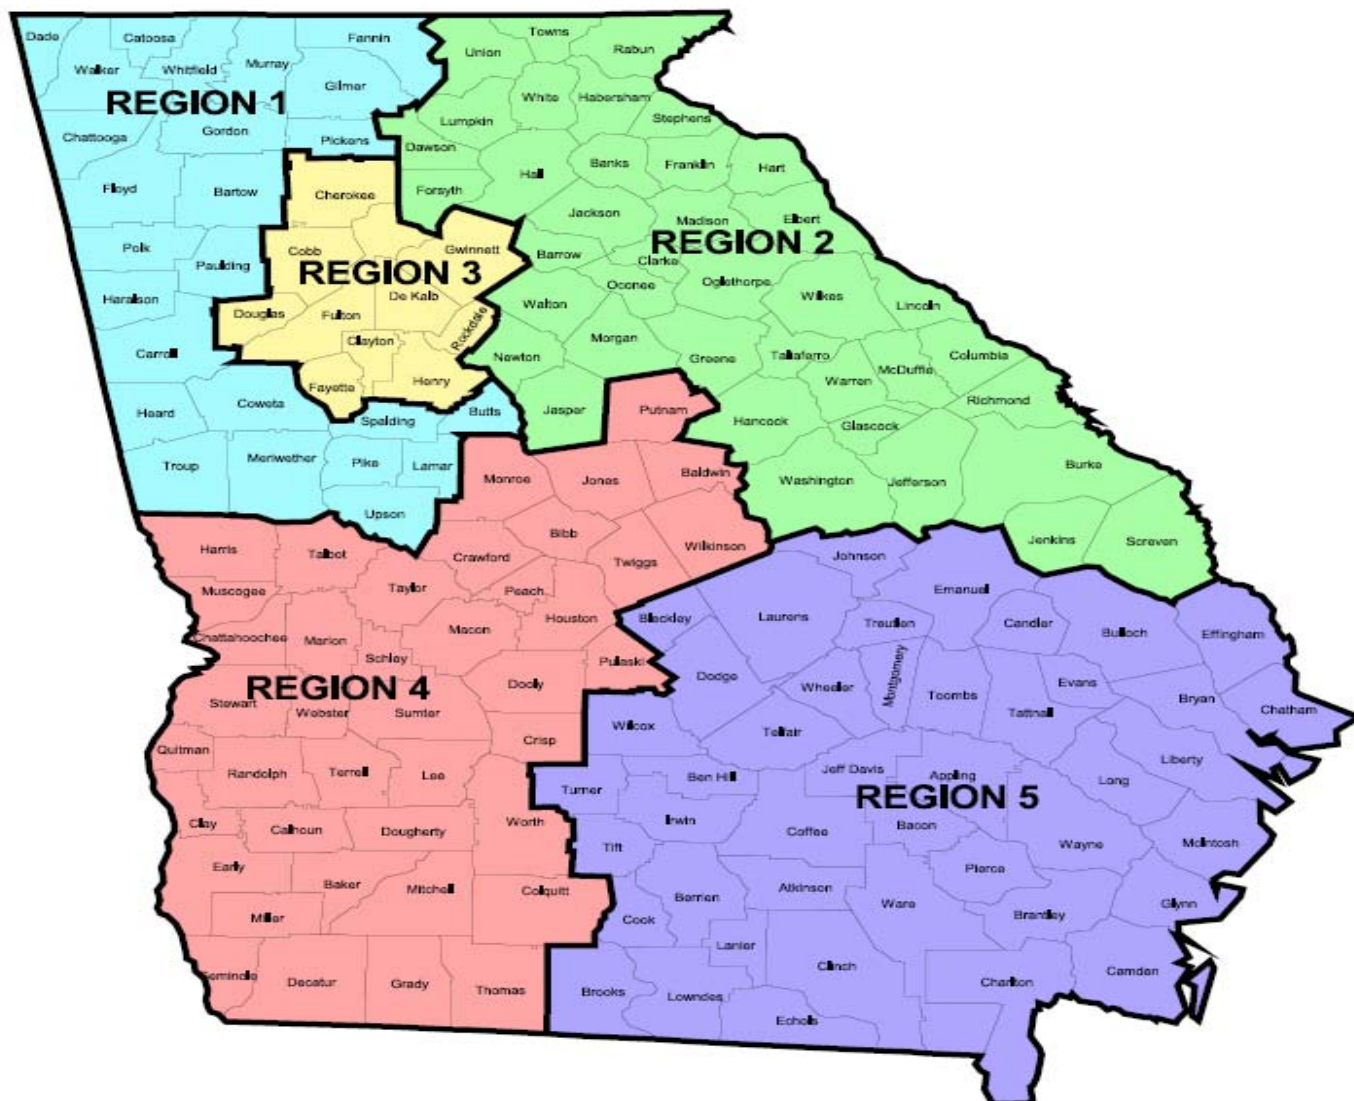 Dade
Catoosa
Fannin
Walker
Whitfield
Murray
Gilmer
REGION 1
Chattooga
Gordon
Pickens
Floyd
Bartow
Polk
Paulding
Haralson
Carroll
Heard
Coweta
Spalding
Butts
Troup
Meriwether
Pike
Lamar
Upson
Towns
Union
Rabun
White
Habersham
Lumpkin
Stephens
Dawson
Hall
Banks
Franklin
Hart
Forsyth
Jackson
Madison
Elbert
REGION 2
Barrow
Clarke
Oconee
Oglethorpe
Wilkes
Lincoln
Walton
Morgan
Newton
Greene
Taliaferro
Columbia
McDuffie
Warren
Richmond
Jasper
Hancock
Glascock
Burke
Washington
Jefferson
Jenkins
Screven
Cherokee
Cobb
Gwinnett
REGION 3
De Kalb
Douglas
Fulton
Rockdale
Clayton
Fayette
Henry
Putnam
Monroe
Jones
Baldwin
Bibb
Wilkinson
Harris
Talbot
Crawford
Twiggs
Muscogee
Taylor
Peach
Houston
Chattahoochee
Marion
Macon
Schley
Pulaski
REGION 4
Dooly
Stewart
Webster
Sumter
Crisp
Quitman
Randolph
Terrell
Lee
Clay
Calhoun
Dougherty
Worth
Early
Baker
Mitchell
Colquitt
Miller
Seminole
Decatur
Grady
Thomas
Johnson
Emanuel
Bleckley
Laurens
Treutlen
Candler
Bulloch
Effingham
Dodge
Wheeler
Montgomery
Toombs
Evans
Tattnall
Bryan
Chatham
Wilcox
Telfair
Liberty
Turner
Ben Hill
Jeff Davis
Appling
Long
REGION 5
Irwin
Coffee
Bacon
Wayne
McIntosh
Tift
Pierce
Berrien
Atkinson
Ware
Brantley
Glynn
Cook
Lanier
Clinch
Charlton
Camden
Brooks
Lowndes
Echols